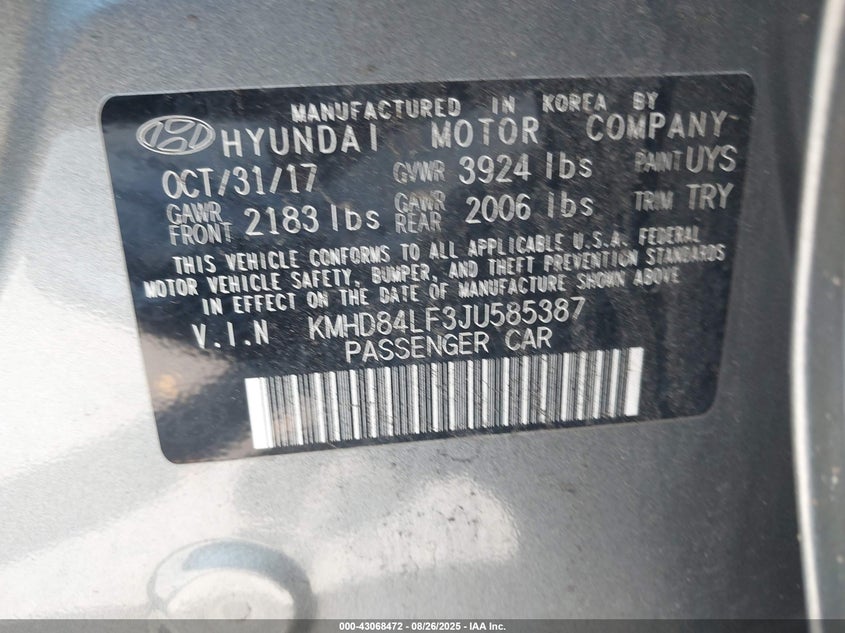 MANUFACTURED IN KOREA BY
HYUNDAI MOTOR COMPANY
OCT/31/17 GVWR 3924 lbs PAINT UYS
GAWR FRONT 2183 lbs GAWR REAR 2006 lbs TRIM TRY
THIS VEHICLE CONFORMS TO ALL APPLICABLE U.S.A. FEDERAL
MOTOR VEHICLE SAFETY, BUMPER, AND THEFT PREVENTION STANDARDS
IN EFFECT ON THE DATE OF MANUFACTURE SHOWN ABOVE
V.I.N KMHD84LF3JU585387
PASSENGER CAR
000-43068472 - 08/26/2025 - IAA Inc.